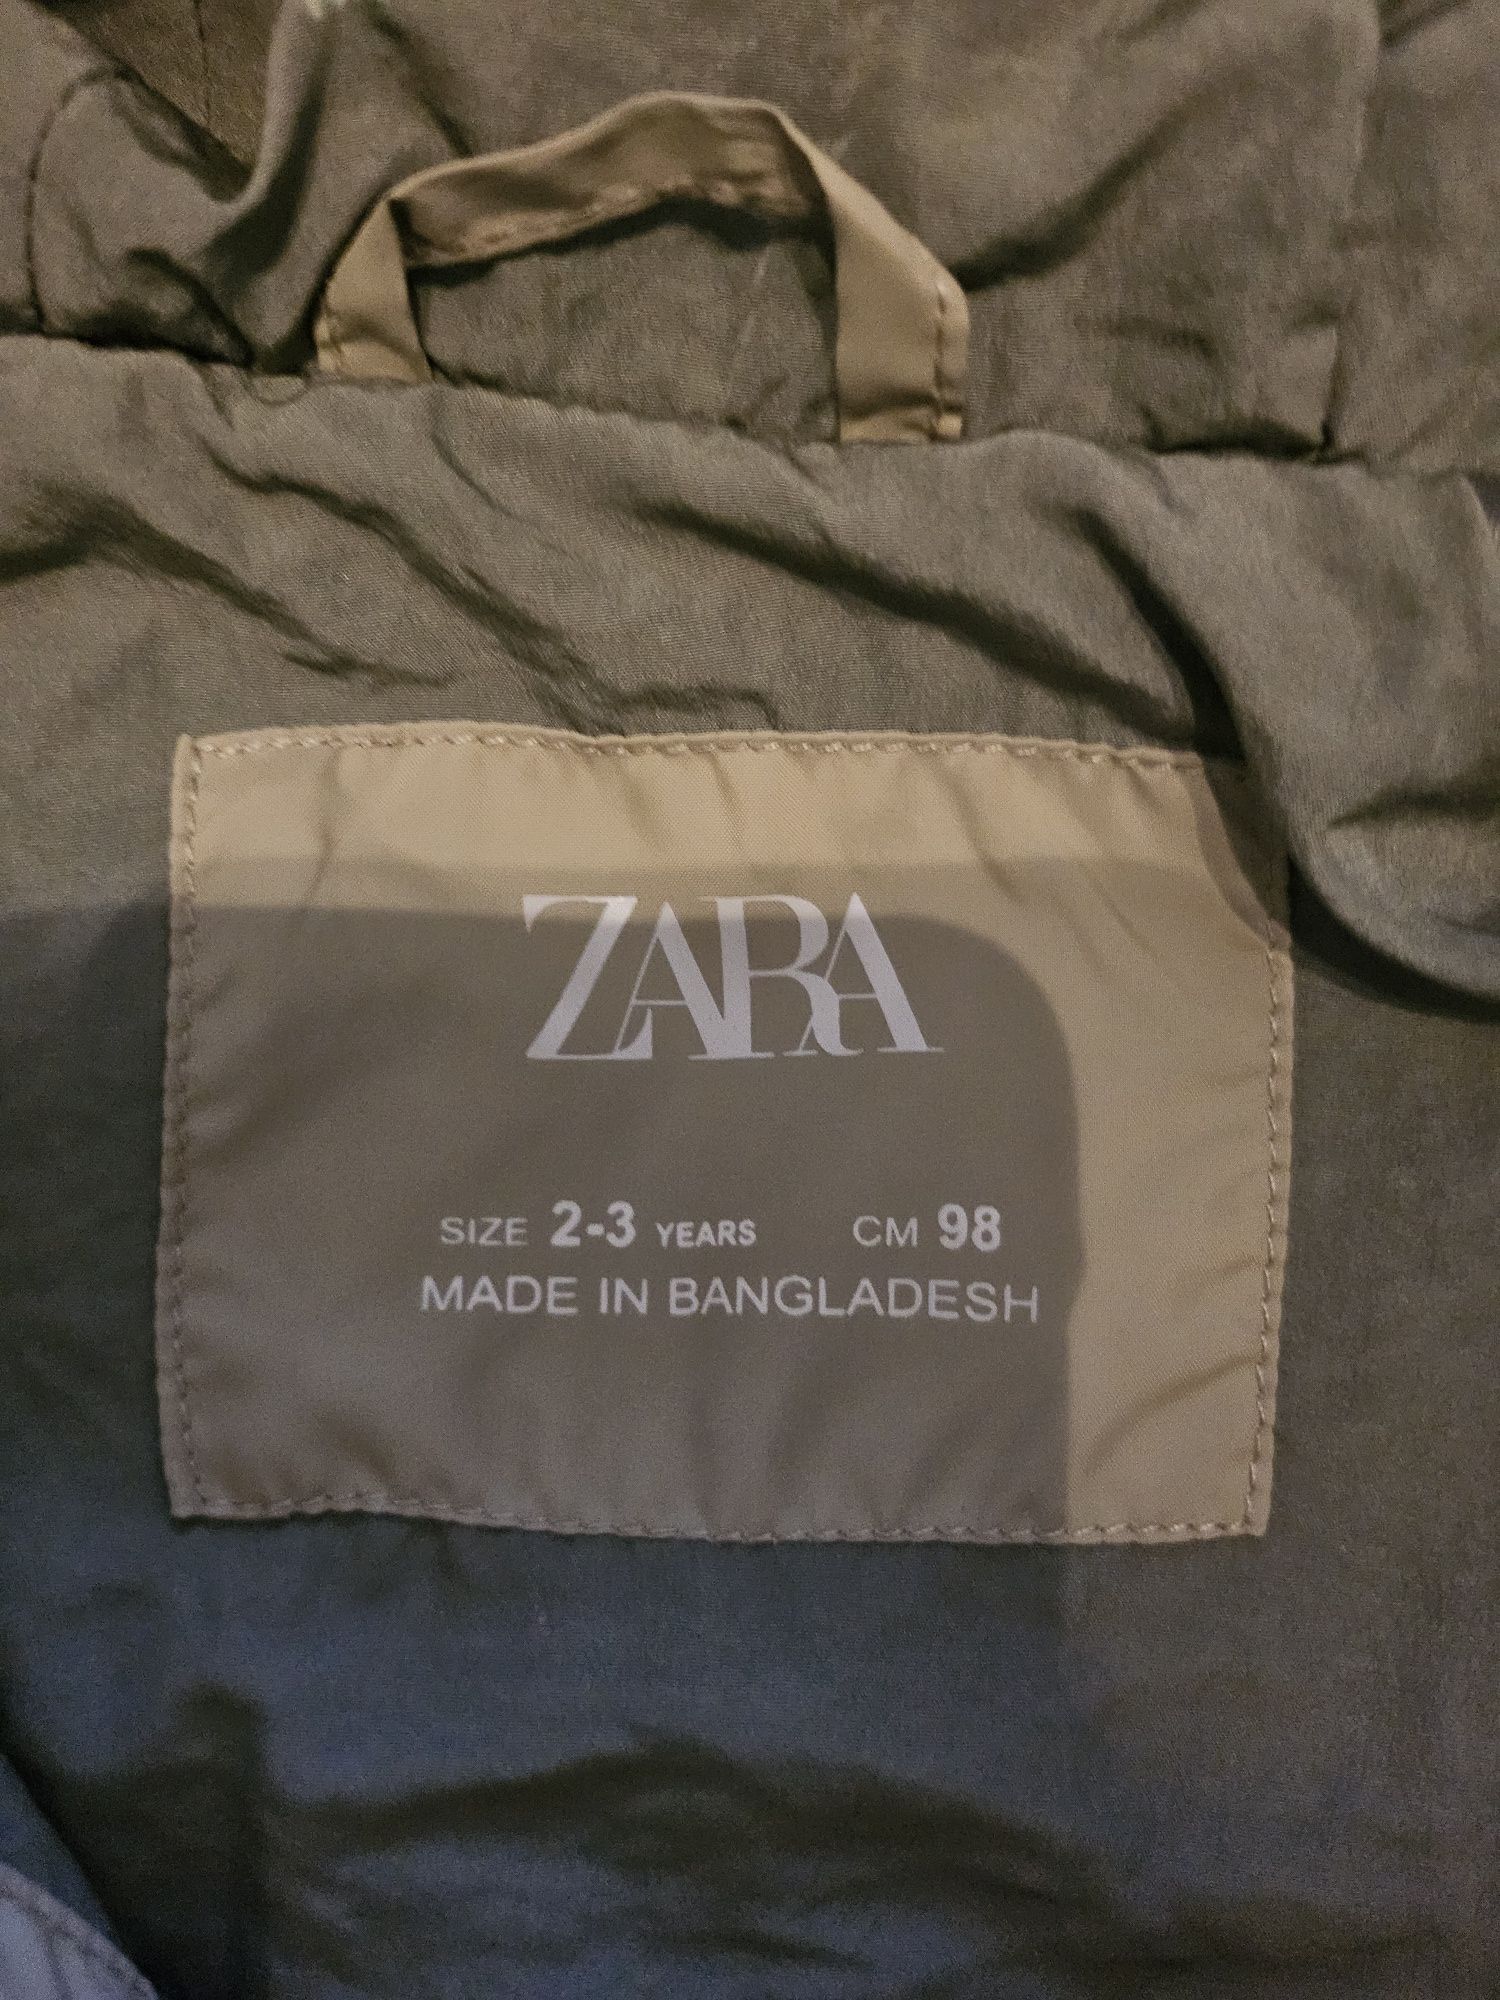 ZARA
SIZE 2-3 YEARS CM 98
MADE IN BANGLADESH